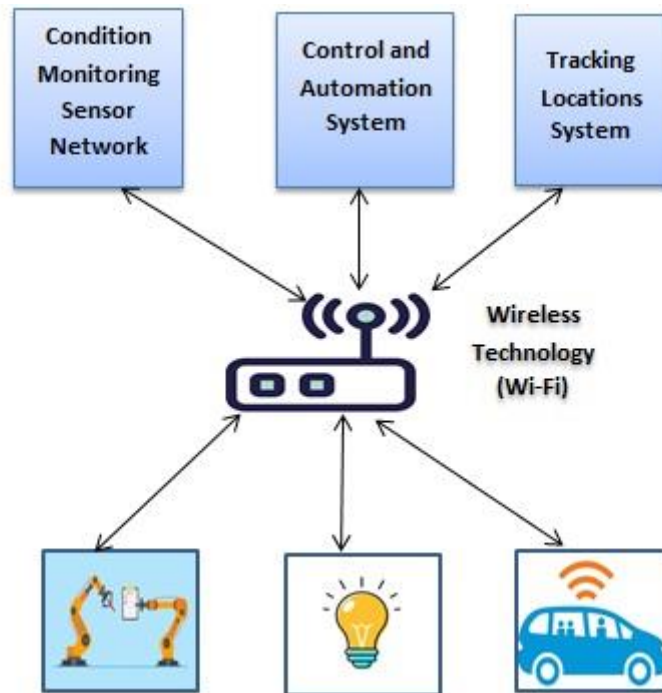 Condition
Monitoring
Sensor
Network
Control and
Automation
System
Tracking
Locations
System
Wireless
Technology
(Wi-Fi)